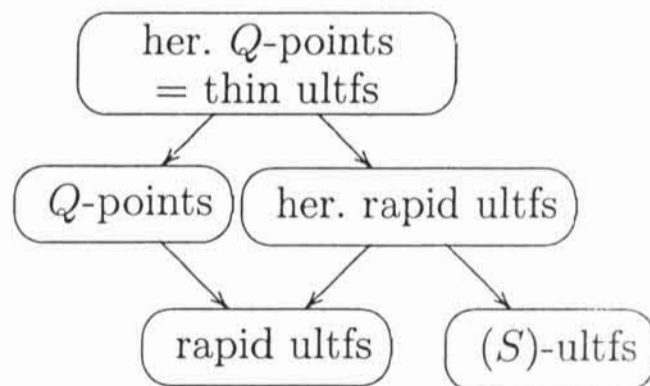 her. Q-points
= thin ultfs
Q-points
her. rapid ultfs
rapid ultfs
(S)-ultfs